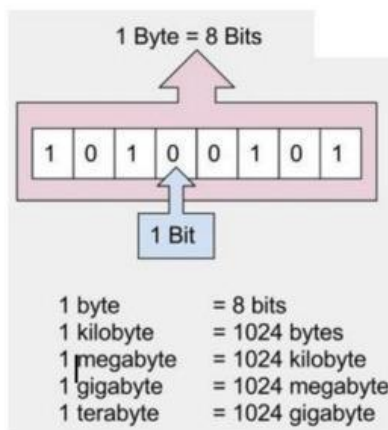 1 Byte = 8 Bits
1 0 1 0 0 1 0 1
1 Bit
1 byte = 8 bits
1 kilobyte = 1024 bytes
1 megabyte = 1024 kilobyte
1 gigabyte = 1024 megabyte
1 terabyte = 1024 gigabyte